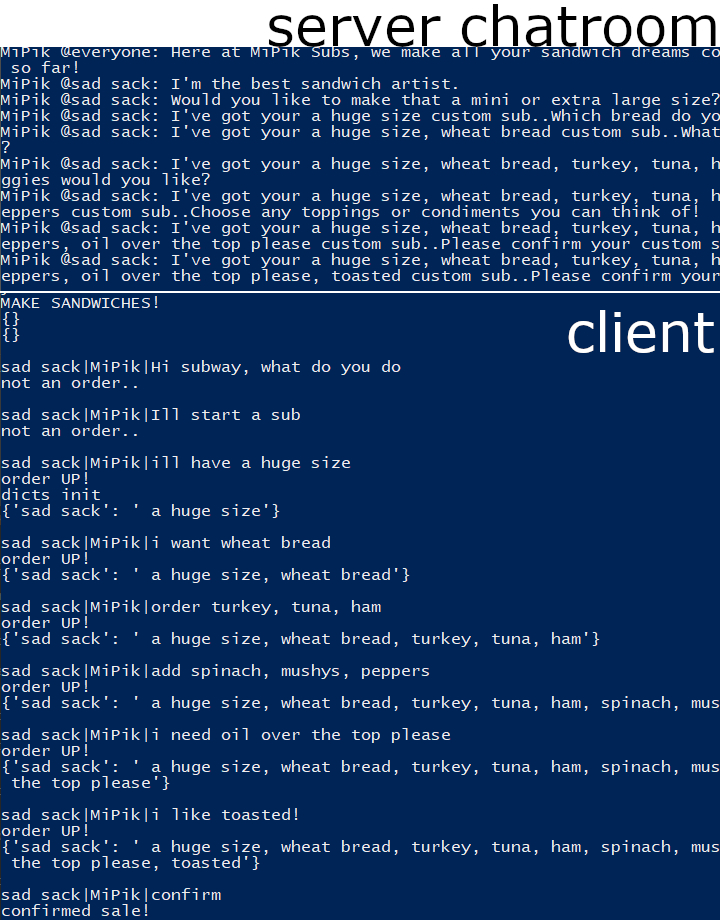 server chatroom
MiPik @everyone: Here at MiPik Subs, we make all your sandwich dreams co
so far!
MiPik @sad sack: I'm the best sandwich artist.
MiPik @sad sack: Would you like to make that a mini or extra large size?
MiPik @sad sack: I've got your a huge size custom sub..Which bread do yo
MiPik @sad sack: I've got your a huge size, wheat bread custom sub..What
?
MiPik @sad sack: I've got your a huge size, wheat bread, turkey, tuna, h
ggies would you like?
MiPik @sad sack: I've got your a huge size, wheat bread, turkey, tuna, h
eppers custom sub..Choose any toppings or condiments you can think of!
MiPik @sad sack: I've got your a huge size, wheat bread, turkey, tuna, h
eppers, oil over the top please custom sub..Please confirm your custom s
MiPik @sad sack: I've got your a huge size, wheat bread, turkey, tuna, h
eppers, oil over the top please, toasted custom sub..Please confirm your
MAKE SANDWICHES!
{}
{}
client
sad sack|MiPik|Hi subway, what do you do
not an order..
sad sack|MiPik|Ill start a sub
not an order..
sad sack|MiPik|ill have a huge size
order UP!
dicts init
{'sad sack': ' a huge size'}
sad sack|MiPik|i want wheat bread
order UP!
{'sad sack': ' a huge size, wheat bread'}
sad sack|MiPik|order turkey, tuna, ham
order UP!
{'sad sack': ' a huge size, wheat bread, turkey, tuna, ham'}
sad sack|MiPik|add spinach, mushys, peppers
order UP!
{'sad sack': ' a huge size, wheat bread, turkey, tuna, ham, spinach, mus
sad sack|MiPik|i need oil over the top please
order UP!
{'sad sack': ' a huge size, wheat bread, turkey, tuna, ham, spinach, mus
the top please'}
sad sack|MiPik|i like toasted!
order UP!
{'sad sack': ' a huge size, wheat bread, turkey, tuna, ham, spinach, mus
the top please, toasted'}
sad sack|MiPik|confirm
confirmed sale!